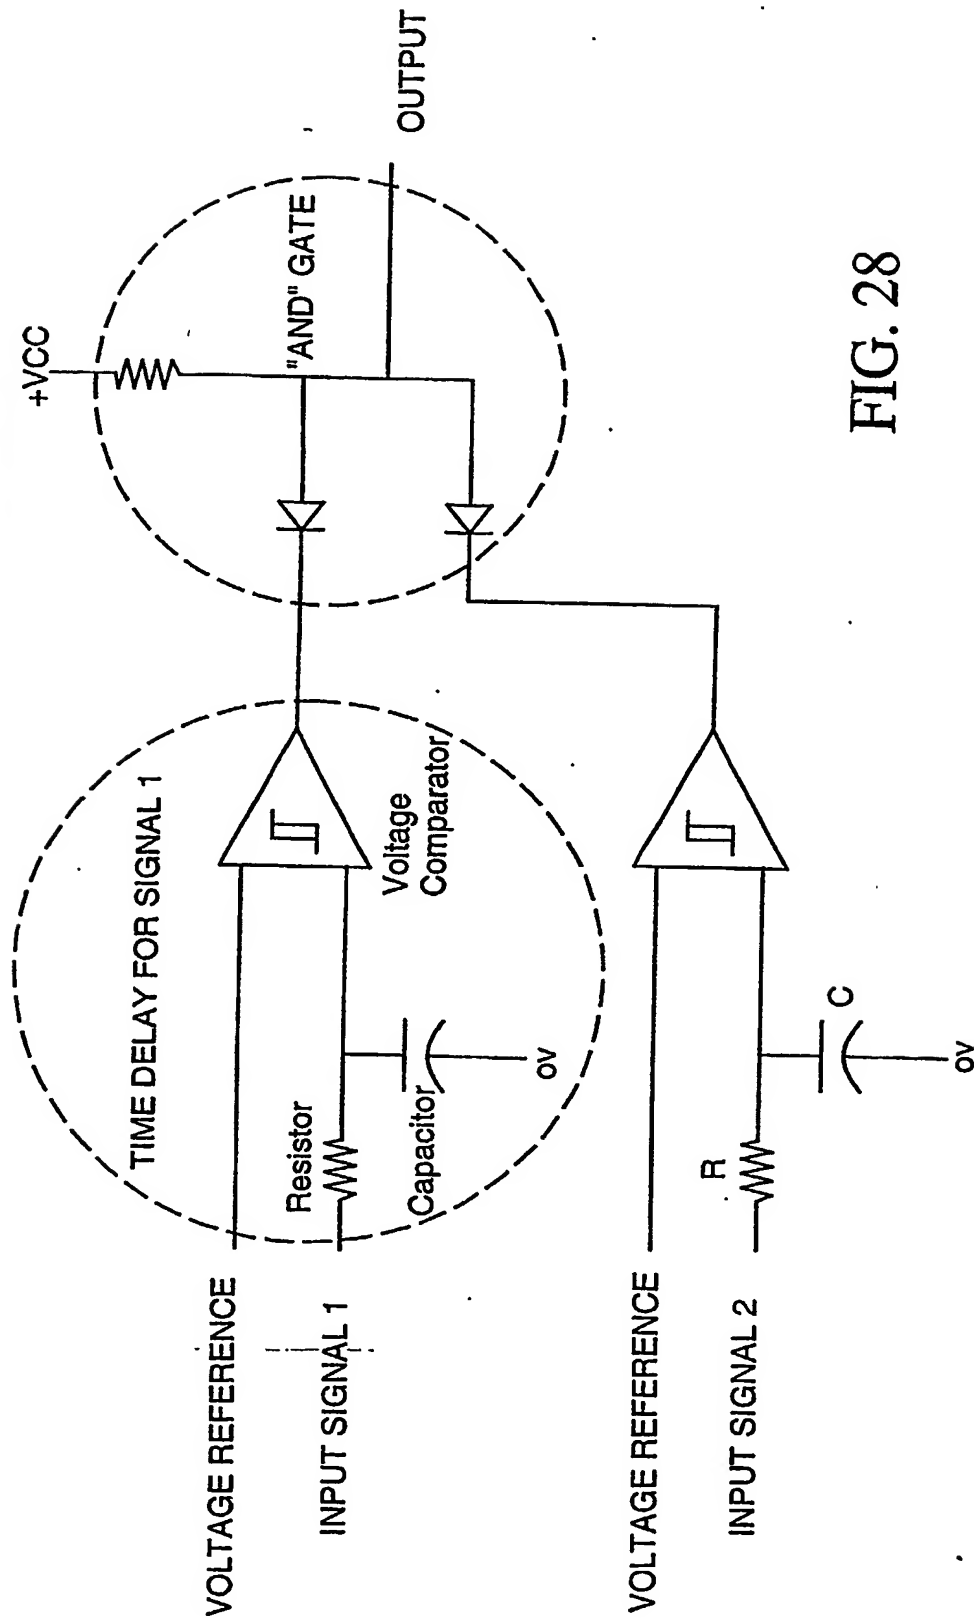 +VCC
"AND" GATE
OUTPUT
TIME DELAY FOR SIGNAL 1
Voltage
Comparator
Resistor
Capacitor
0V
VOLTAGE REFERENCE
INPUT SIGNAL 1
VOLTAGE REFERENCE
R
C
0V
INPUT SIGNAL 2
FIG. 28